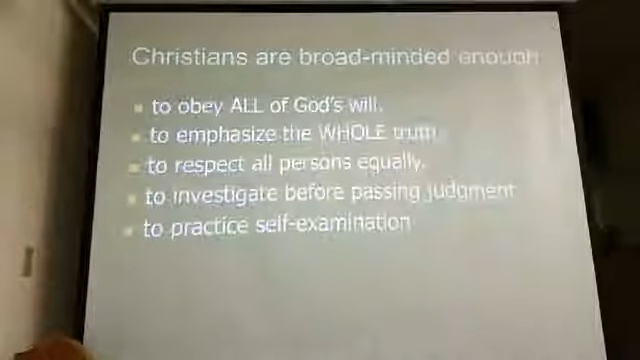 Christians are broad-minded enough
to obey ALL of God's will.
to emphasize the WHOLE truth
to respect all persons equally.
to investigate before passing judgment
to practice self-examination